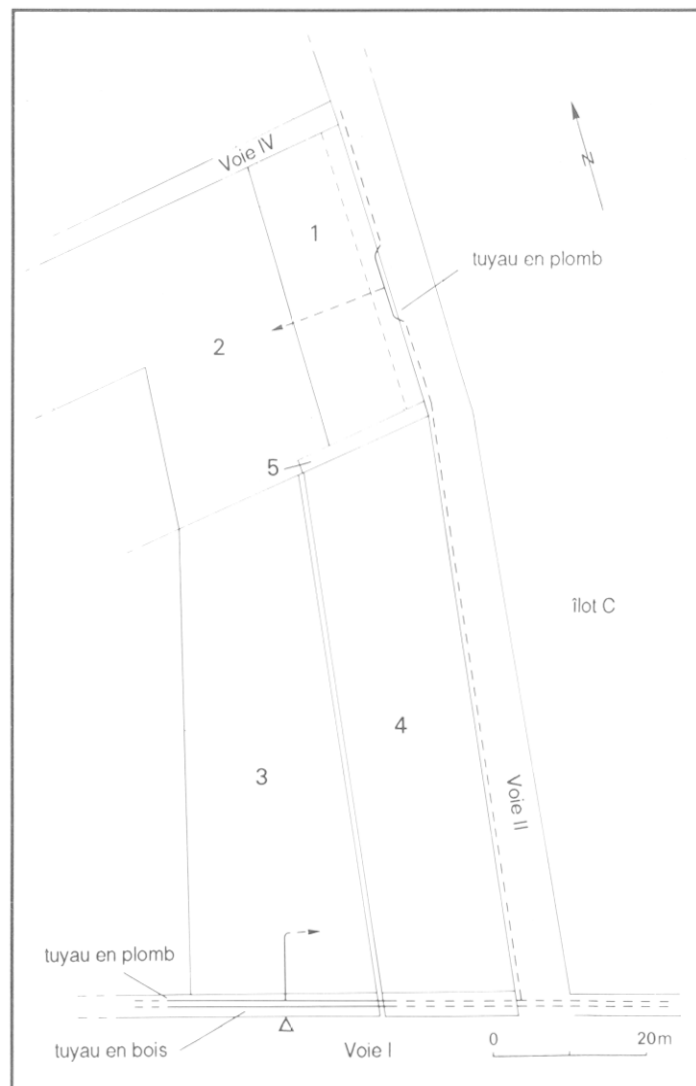 Voie IV
1
N
tuyau en plomb
2
5
îlot C
4
3
Voie II
tuyau en plomb
tuyau en bois
Voie I
0 20m